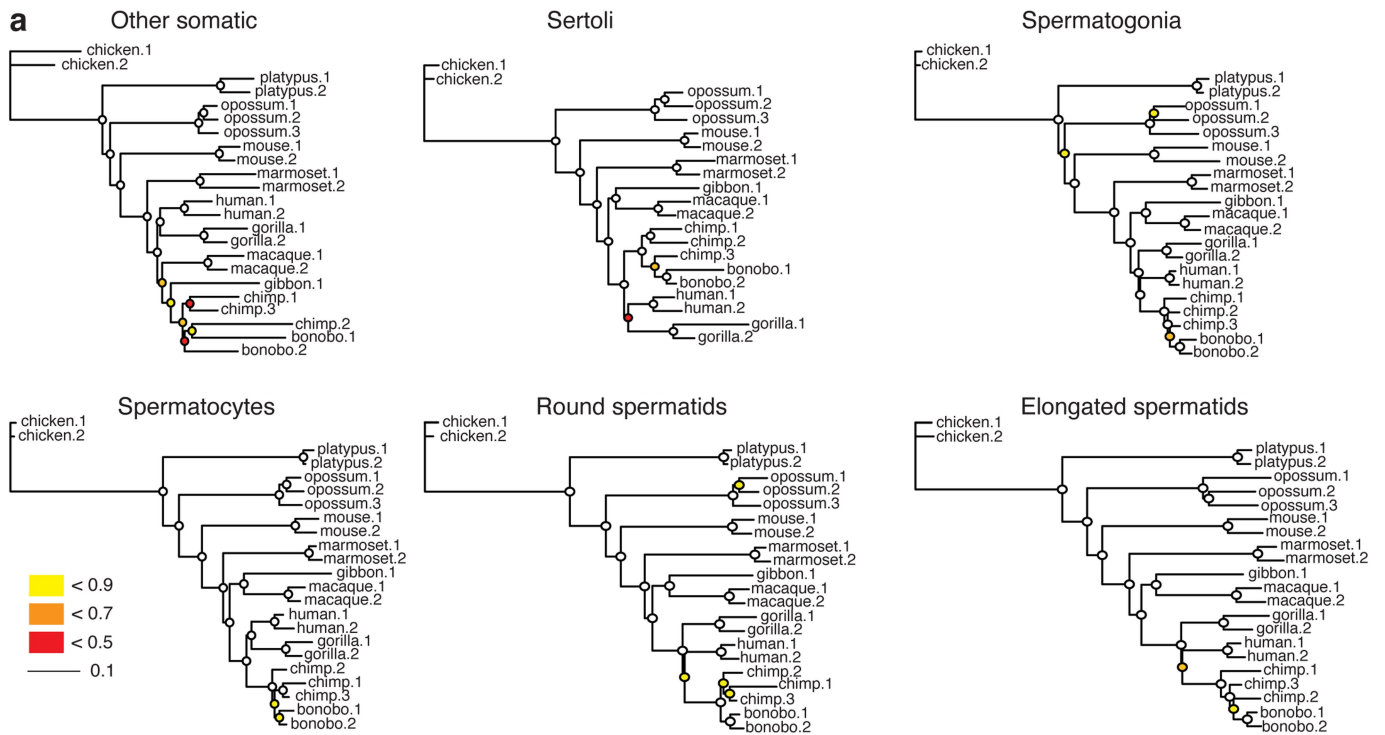 a
Other somatic
chicken.1
chicken.2
platypus.1
platypus.2
opossum.1
opossum.2
opossum.3
mouse.1
mouse.2
marmoset.1
marmoset.2
human.1
human.2
gorilla.1
gorilla.2
macaque.1
macaque.2
gibbon.1
chimp.1
chimp.3
chimp.2
bonobo.1
bonobo.2
Sertoli
chicken.1
chicken.2
opossum.1
opossum.2
opossum.3
mouse.1
mouse.2
marmoset.1
marmoset.2
gibbon.1
macaque.1
macaque.2
chimp.1
chimp.2
chimp.3
bonobo.1
bonobo.2
human.1
human.2
gorilla.1
gorilla.2
Spermatogonia
chicken.1
chicken.2
platypus.1
platypus.2
opossum.1
opossum.2
opossum.3
mouse.1
mouse.2
marmoset.1
marmoset.2
gibbon.1
macaque.1
macaque.2
gorilla.1
gorilla.2
human.1
human.2
chimp.1
chimp.2
chimp.3
bonobo.1
bonobo.2
Spermatocytes
chicken.1
chicken.2
platypus.1
platypus.2
opossum.1
opossum.2
opossum.3
mouse.1
mouse.2
marmoset.1
marmoset.2
gibbon.1
macaque.1
macaque.2
human.1
human.2
gorilla.1
gorilla.2
chimp.2
chimp.1
chimp.3
bonobo.1
bonobo.2
< 0.9
< 0.7
< 0.5
0.1
Round spermatids
chicken.1
chicken.2
platypus.1
platypus.2
opossum.1
opossum.2
opossum.3
mouse.1
mouse.2
marmoset.1
marmoset.2
gibbon.1
macaque.1
macaque.2
gorilla.1
gorilla.2
human.1
human.2
chimp.2
chimp.1
chimp.3
bonobo.1
bonobo.2
Elongated spermatids
chicken.1
chicken.2
platypus.1
platypus.2
opossum.1
opossum.2
opossum.3
mouse.1
mouse.2
marmoset.1
marmoset.2
gibbon.1
macaque.1
macaque.2
gorilla.1
gorilla.2
human.1
human.2
chimp.1
chimp.3
chimp.2
bonobo.1
bonobo.2